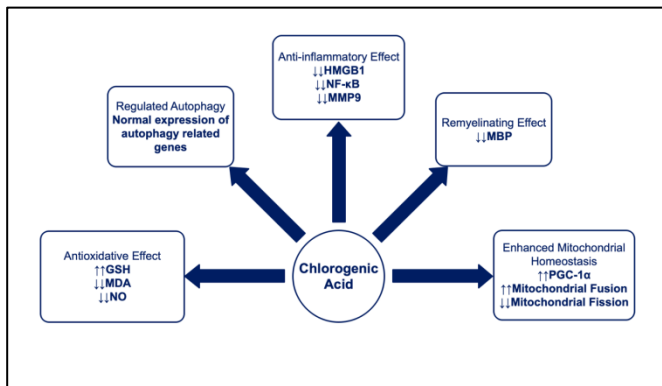 Anti-inflammatory Effect
↓↓HMGB1
↓↓NF-κB
↓↓MMP9
Regulated Autophagy
Normal expression of
autophagy related
genes
Remyelinating Effect
↓↓MBP
Antioxidative Effect
↑↑GSH
↓↓MDA
↓↓NO
Chlorogenic
Acid
Enhanced Mitochondrial
Homeostasis
↑↑PGC-1α
↑↑Mitochondrial Fusion
↓↓Mitochondrial Fission